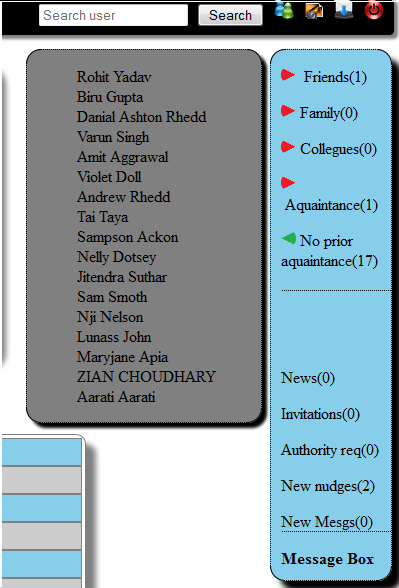 Search user Search
Rohit Yadav
Biru Gupta
Danial Ashton Rhedd
Varun Singh
Amit Aggrawal
Violet Doll
Andrew Rhedd
Tai Taya
Sampson Ackon
Nelly Dotsey
Jitendra Suthar
Sam Smoth
Nji Nelson
Lunass John
Maryjane Apia
ZIAN CHOUDHARY
Aarati Aarati
Friends(1)
Family(0)
Collegues(0)
Aquaintance(1)
No prior
aquaintance(17)
News(0)
Invitations(0)
Authority req(0)
New nudges(2)
New Mesgs(0)
Message Box